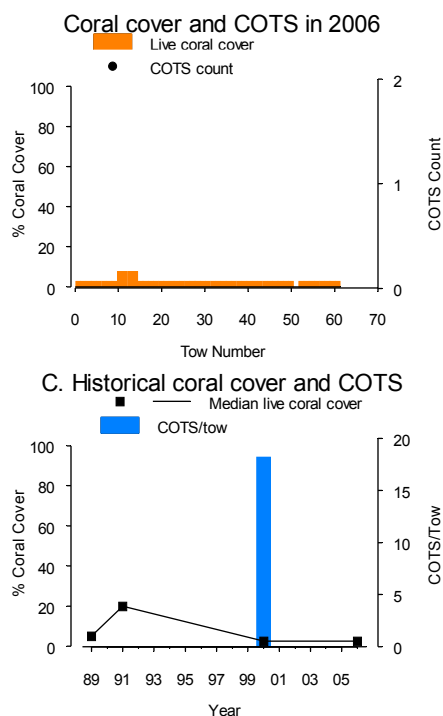 Coral cover and COTS in 2006
Live coral cover
COTS count
100
80
60
40
20
0
% Coral Cover
2
1
0
COTS Count
0 10 20 30 40 50 60 70
Tow Number
C. Historical coral cover and COTS
Median live coral cover
COTS/tow
100
80
60
40
20
0
% Coral Cover
20
15
10
5
0
COTS/Tow
89 91 93 95 97 99 01 03 05
Year